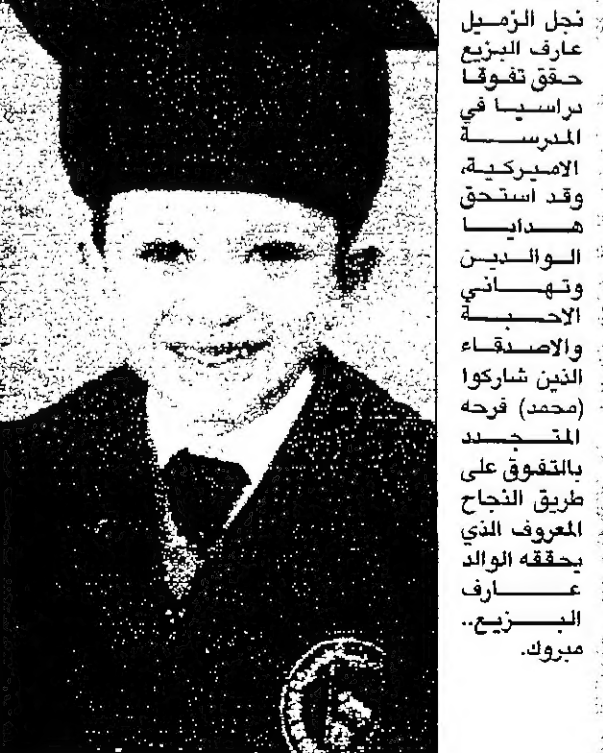 نجل الزميل
عارف البزيع
حقق تفوقا
دراسيا في
المدرسة
الاميركية،
وقد استحق
هدايا
الوالدين
وتهاني
الاحبة
والاصدقاء
الذين شاركوا
(محمد) فرحه
المتجدد
بالتفوق على
طريق النجاح
المعروف الذي
يحققه الوالد
عارف
البزيع..
مبروك.